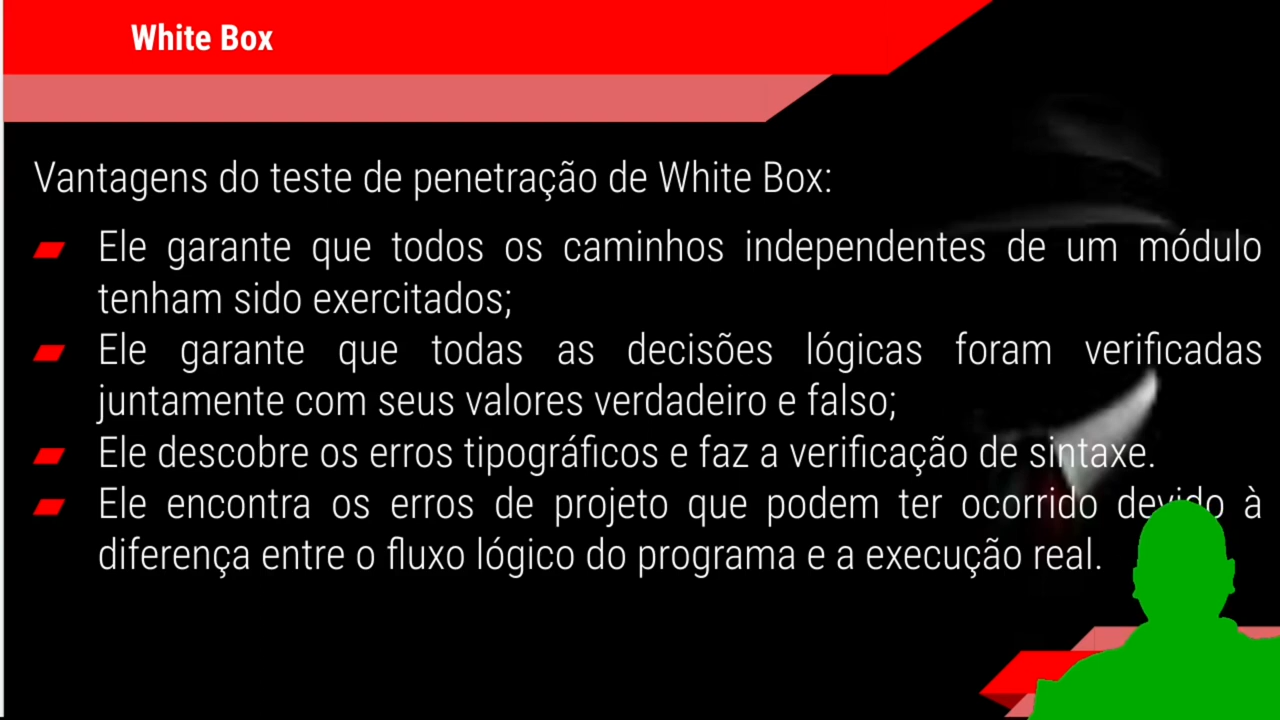 White Box
Vantagens do teste de penetração de White Box:
Ele garante que todos os caminhos independentes de um módulo
tenham sido exercitados;
Ele garante que todas as decisões lógicas foram verificadas
juntamente com seus valores verdadeiro e falso;
Ele descobre os erros tipográficos e faz a verificação de sintaxe.
Ele encontra os erros de projeto que podem ter ocorrido devido à
diferença entre o fluxo lógico do programa e a execução real.